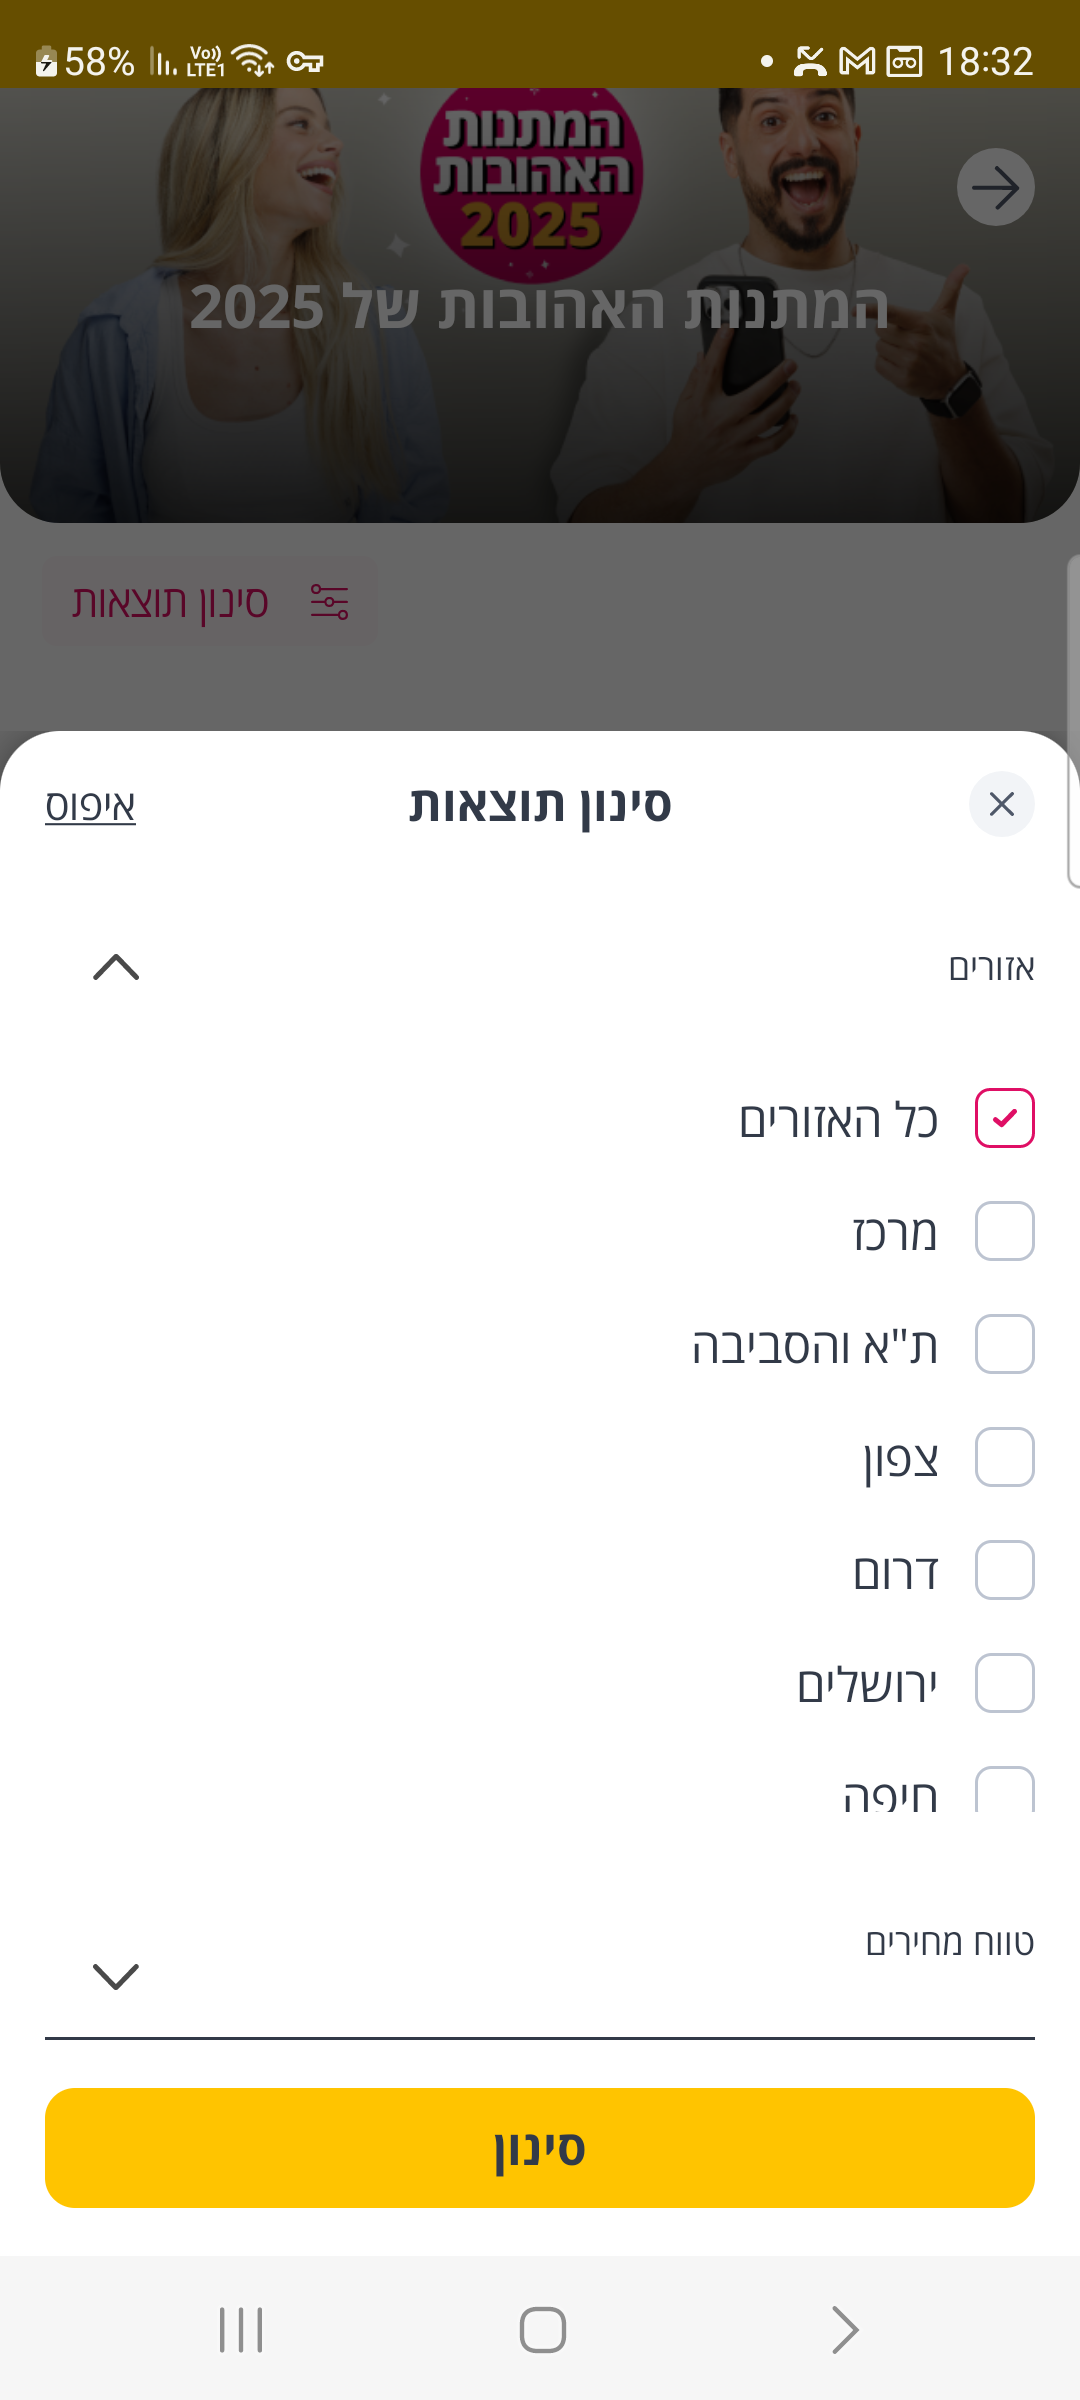 58% Vo)) LTE1 18:32
המתנות
האהובות
2025
המתנות האהובות של 2025
סינון תוצאות
סינון תוצאות
איפוס
אזורים
כל האזורים
מרכז
ת"א והסביבה
צפון
דרום
ירושלים
חיפה
טווח מחירים
סינון